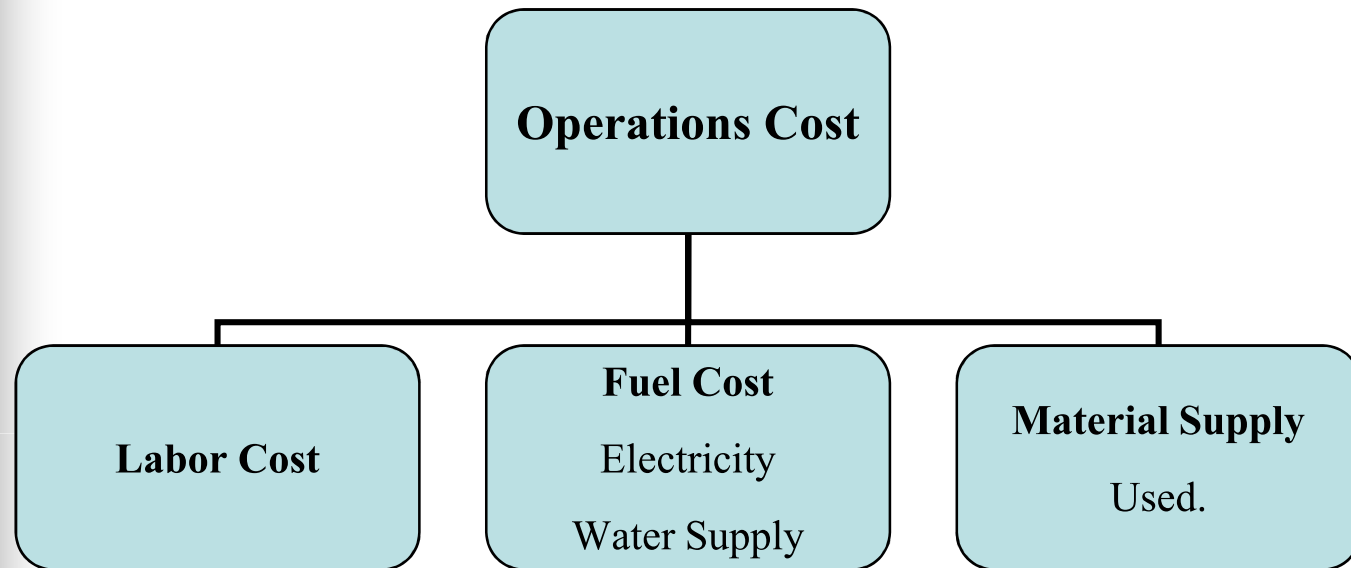 Operations Cost
Labor Cost
Fuel Cost
Electricity
Water Supply
Material Supply
Used.